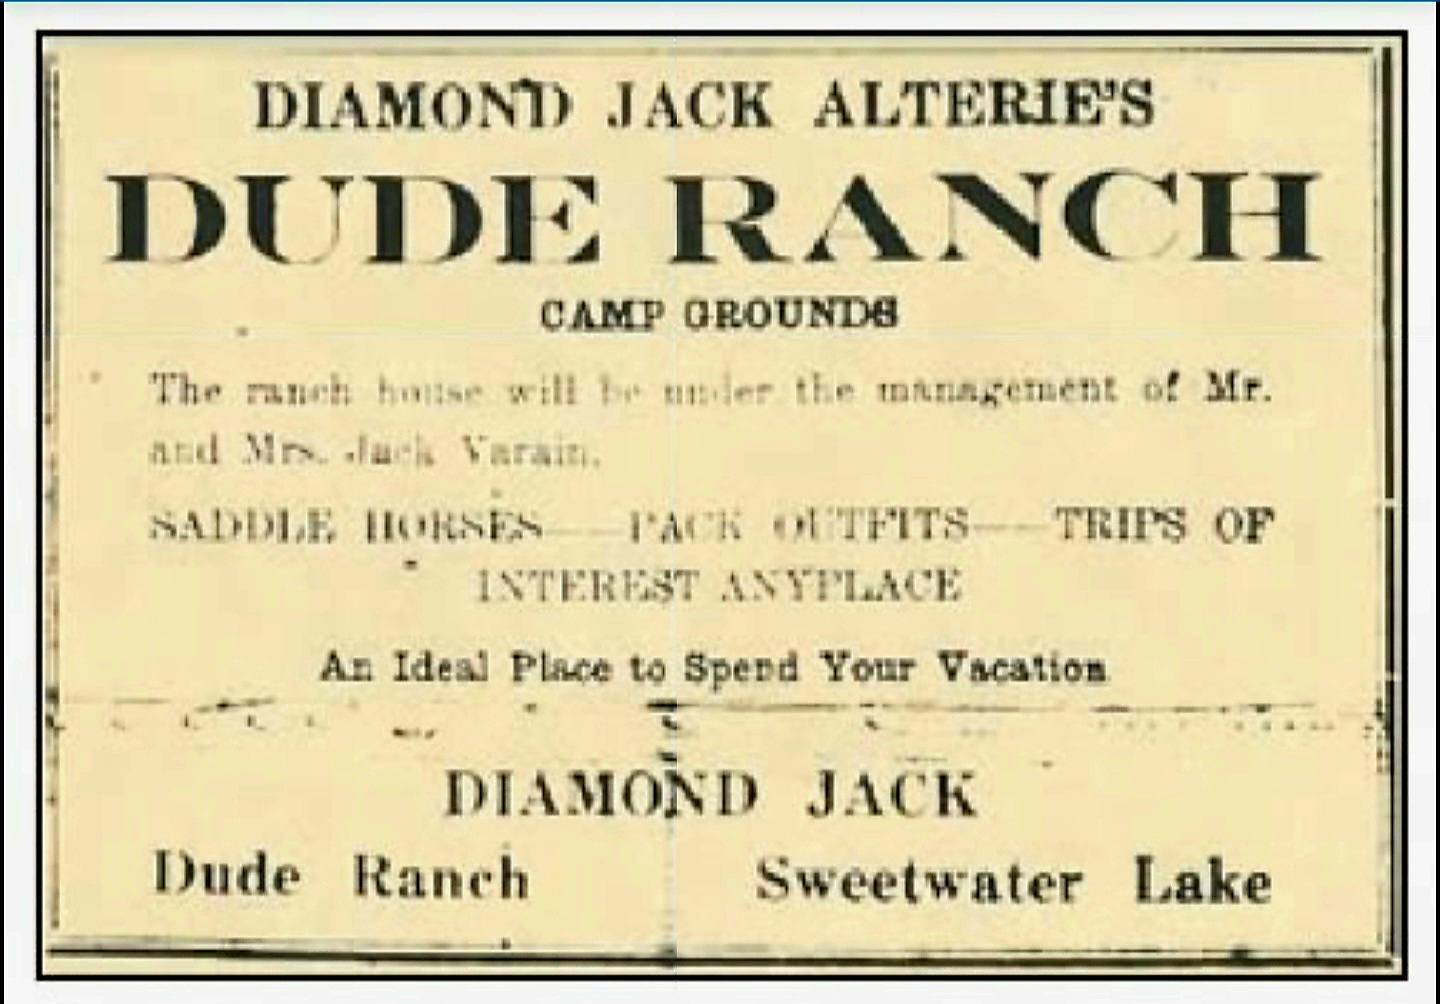 DIAMOND JACK ALTERIE'S
DUDE RANCH
CAMP GROUNDS
The ranch house will be under the management of Mr.
and Mrs. Jack Varain.
SADDLE HORSES—PACK OUTFITS—TRIPS OF
INTEREST ANYPLACE
An Ideal Place to Spend Your Vacation
DIAMOND JACK
Dude Ranch Sweetwater Lake